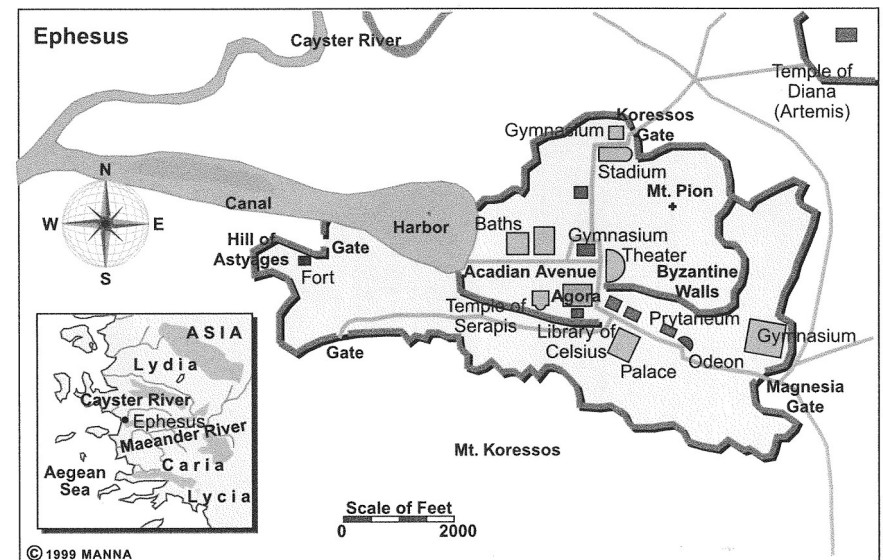 Ephesus
Cayster River
Temple of
Diana
(Artemis)
Koressos
Gate
Gymnasium
Stadium
Mt. Pion
N
W
E
S
Canal
Harbor
Baths
Gymnasium
Theater
Hill of
Astyages
Gate
Fort
Acadian Avenue
Byzantine
Walls
Agora
Temple of
Serapis
Prytaneum
Library of
Celsius
Gymnasium
Odeon
Palace
Gate
Magnesia
Gate
Mt. Koressos
ASIA
Lydia
Cayster River
Ephesus
Maeander River
Caria
Aegean
Sea
Lycia
Scale of Feet
0 2000
© 1999 MANNA